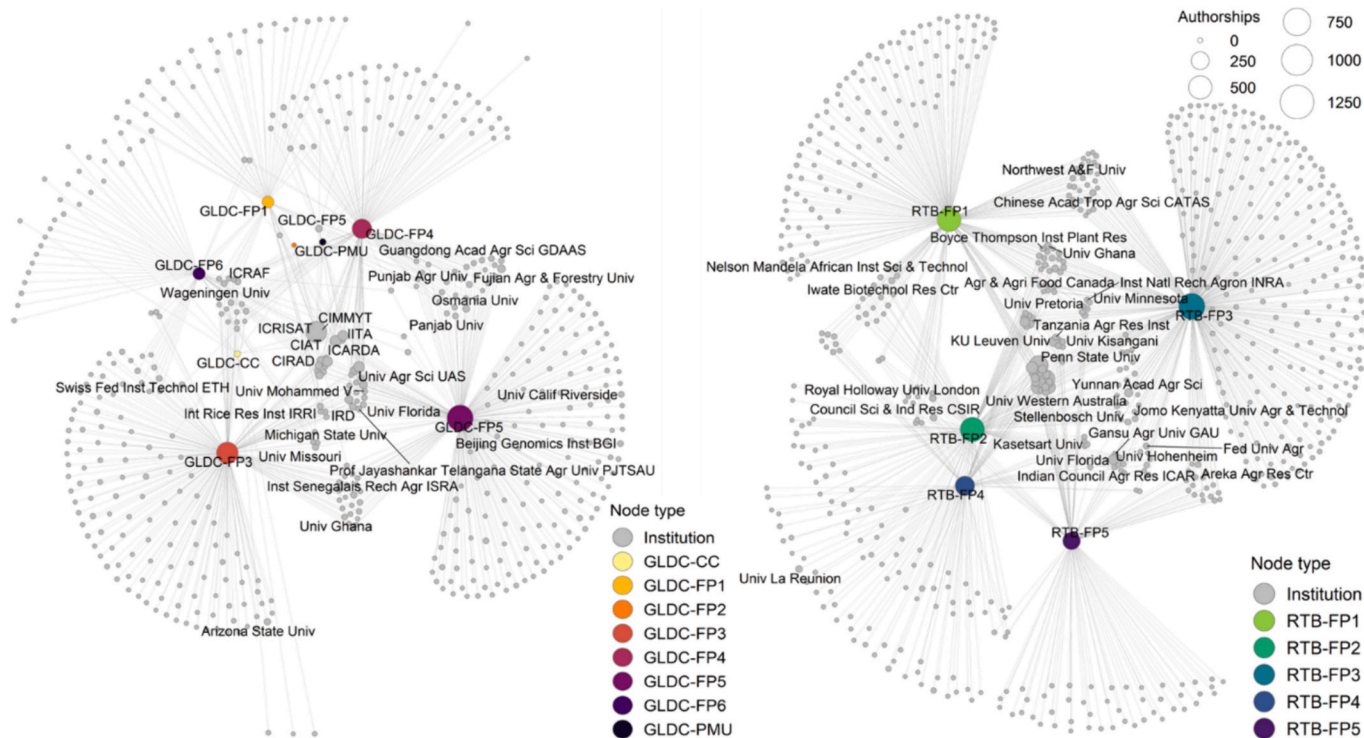 GLDC-FP1
GLDC-FP5
GLDC-FP4
GLDC-PMU
Guangdong Acad Agr Sci GDAAS
GLDC-FP6
ICRAF
Punjab Agr Univ
Fujian Agr & Forestry Univ
Wageningen Univ
Osmania Univ
CIMMYT
ICRISAT
IITA
Panjab Univ
CIAT
ICARDA
GLDC-CC
CIRAD
Univ Agr Sci UAS
Swiss Fed Inst Technol ETH
Univ Mohammed V
Univ Calif Riverside
Int Rice Res Inst IRRI
IRD
Univ Florida
GLDC-FP5
Michigan State Univ
Beijing Genomics Inst BGI
Univ Missouri
GLDC-FP3
Prof Jayashankar Telangana State Agr Univ PJTSAU
Inst Senegalais Rech Agr ISRA
Univ Ghana
Arizona State Univ
Node type
Institution
GLDC-CC
GLDC-FP1
GLDC-FP2
GLDC-FP3
GLDC-FP4
GLDC-FP5
GLDC-FP6
GLDC-PMU
Authorships
0
250
500
750
1000
1250
Northwest A&F Univ
Chinese Acad Trop Agr Sci CATAS
RTB-FP1
Boyce Thompson Inst Plant Res
Univ Ghana
Nelson Mandela African Inst Sci & Technol
Agr & Agri Food Canada
Inst Natl Rech Agron INRA
Iwate Biotechnol Res Ctr
Univ Pretoria
Univ Minnesota
RTB-FP3
Tanzania Agr Res Inst
KU Leuven Univ
Univ Kisangani
Penn State Univ
Royal Holloway Univ London
Yunnan Acad Agr Sci
Univ Western Australia
Council Sci & Ind Res CSIR
Stellenbosch Univ
Jomo Kenyatta Univ Agr & Technol
RTB-FP2
Gansu Agr Univ GAU
Kasetsart Univ
Fed Univ Agr
Univ Florida
Univ Hohenheim
Indian Council Agr Res ICAR
Areka Agr Res Ctr
RTB-FP4
RTB-FP5
Univ La Reunion
Node type
Institution
RTB-FP1
RTB-FP2
RTB-FP3
RTB-FP4
RTB-FP5